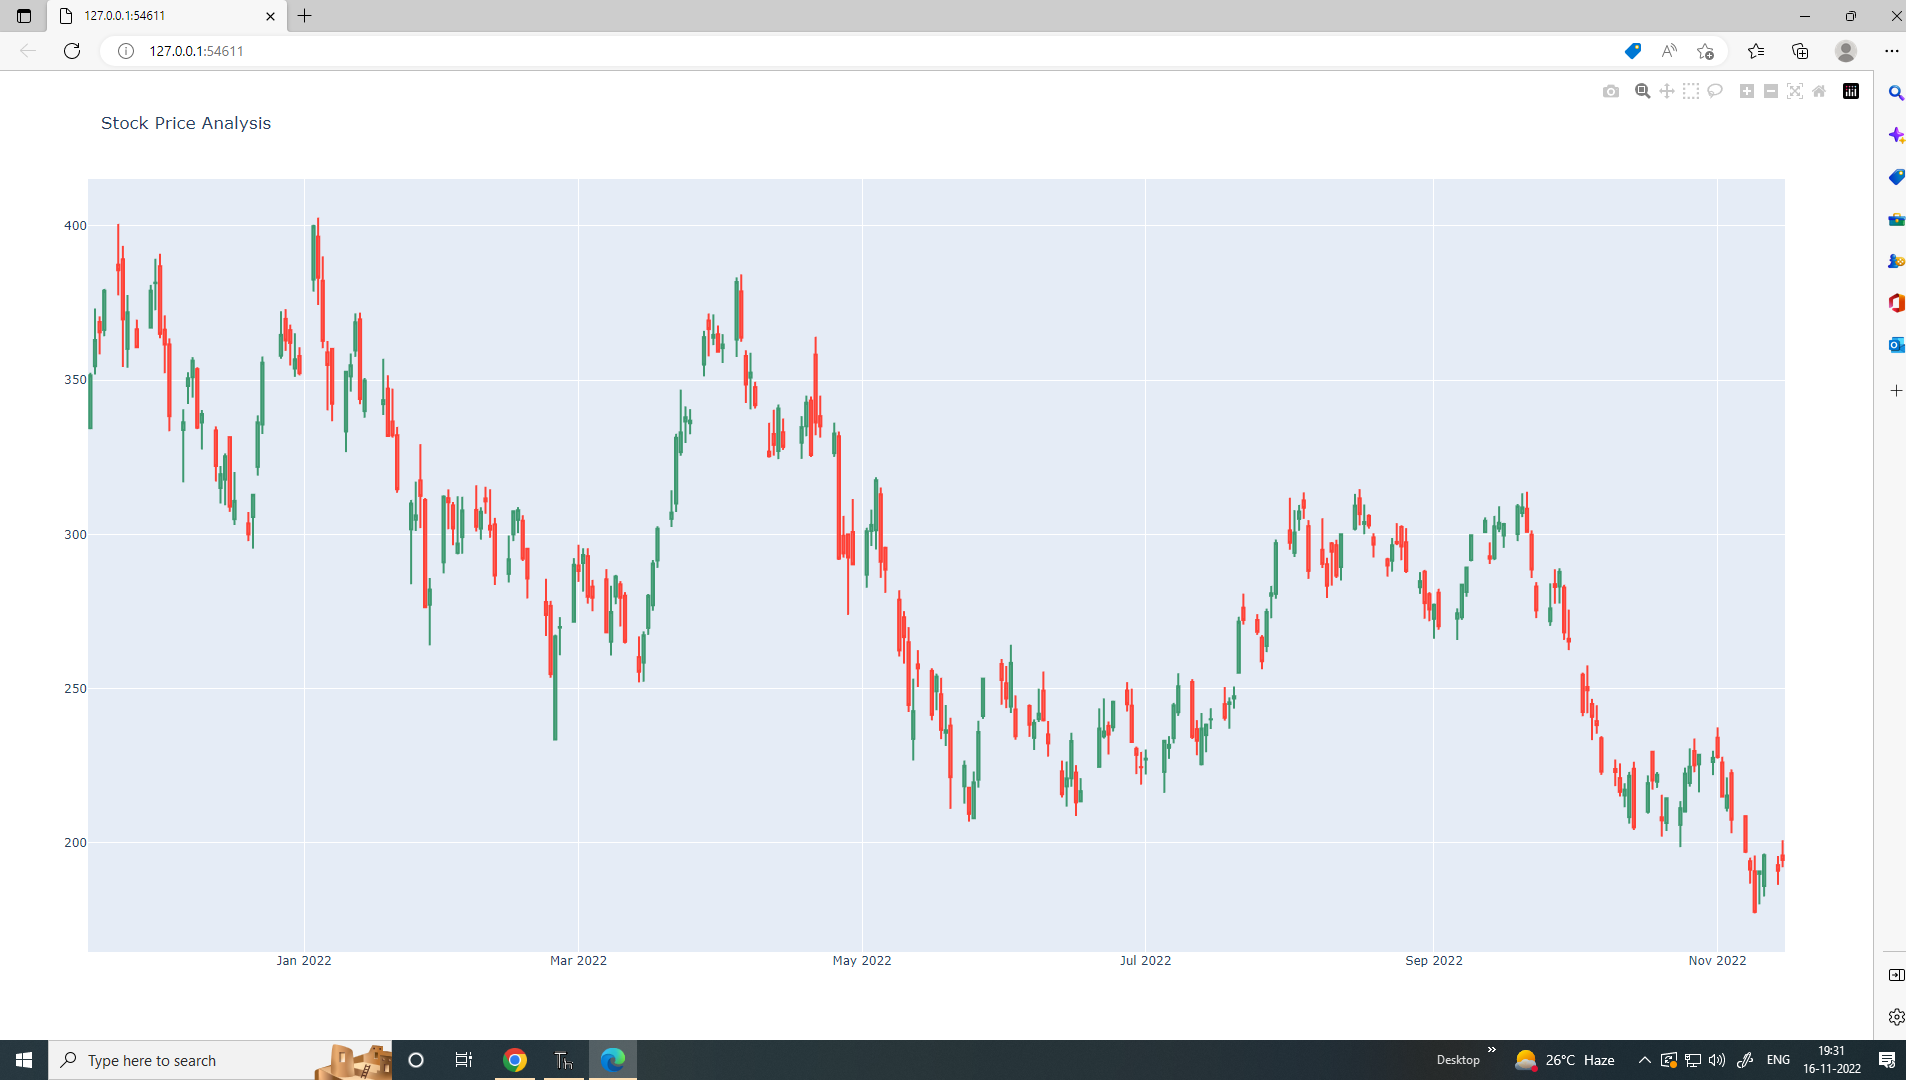 127.0.0.1:54611
127.0.0.1:54611
Stock Price Analysis
400
350
300
250
200
Jan 2022
Mar 2022
May 2022
Jul 2022
Sep 2022
Nov 2022
Type here to search
Desktop
26°C Haze
ENG
19:31
16-11-2022